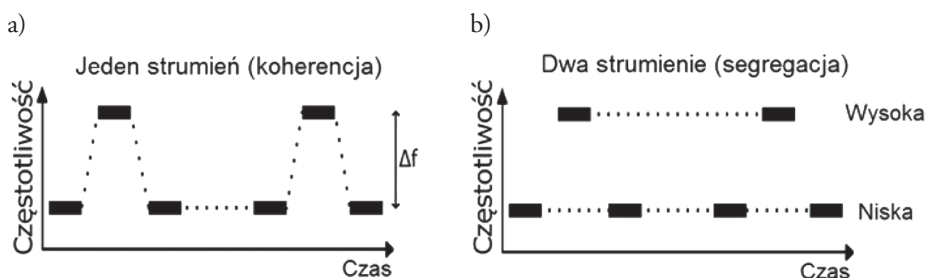 a)
Jeden strumień (koherencja)
Częstotliwość
Δf
Czas
b)
Dwa strumienie (segregacja)
Częstotliwość
Wysoka
Niska
Czas